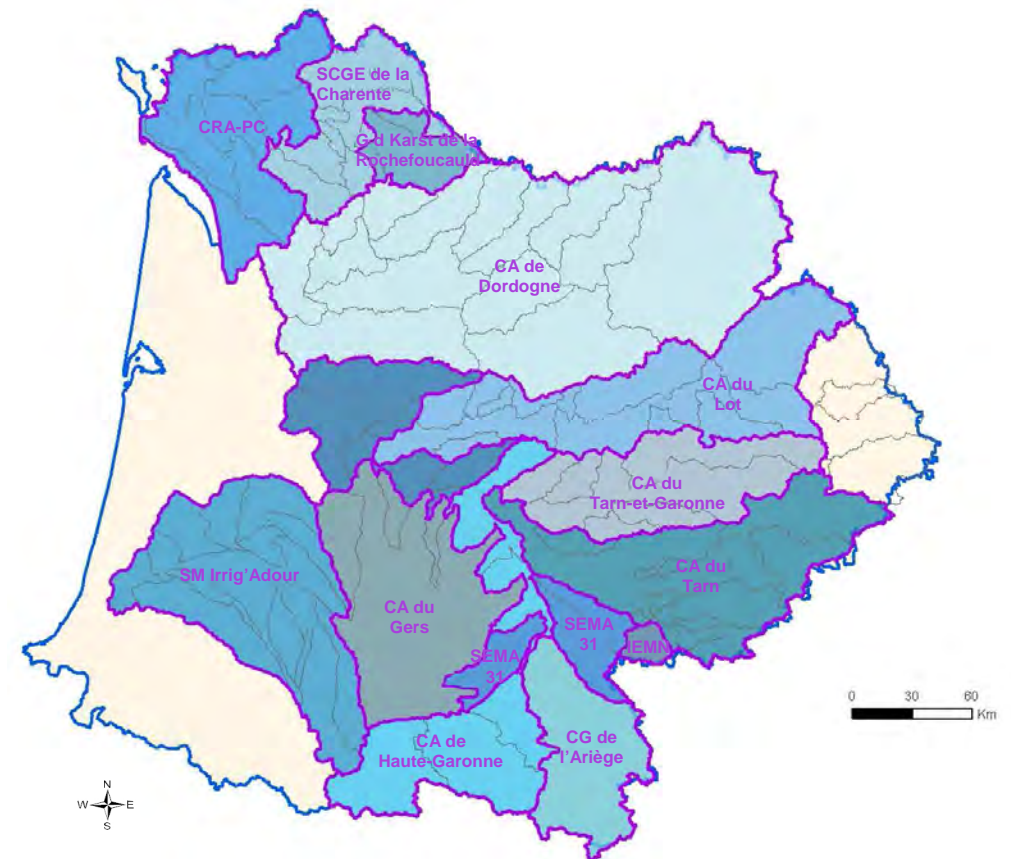 SCGE de la
Charente
CRA-PC
G d Karst de la
Rochefoucauld
CA de
Dordogne
CA du
Lot
CA du
Tarn-et-Garonne
SM Irrig'Adour
CA du
Tarn
CA du
Gers
SEMA
31
IEMN
SEMA
31
CA de
Haute-Garonne
CG de
l'Ariège
0 30 60
Km
N
W E
S